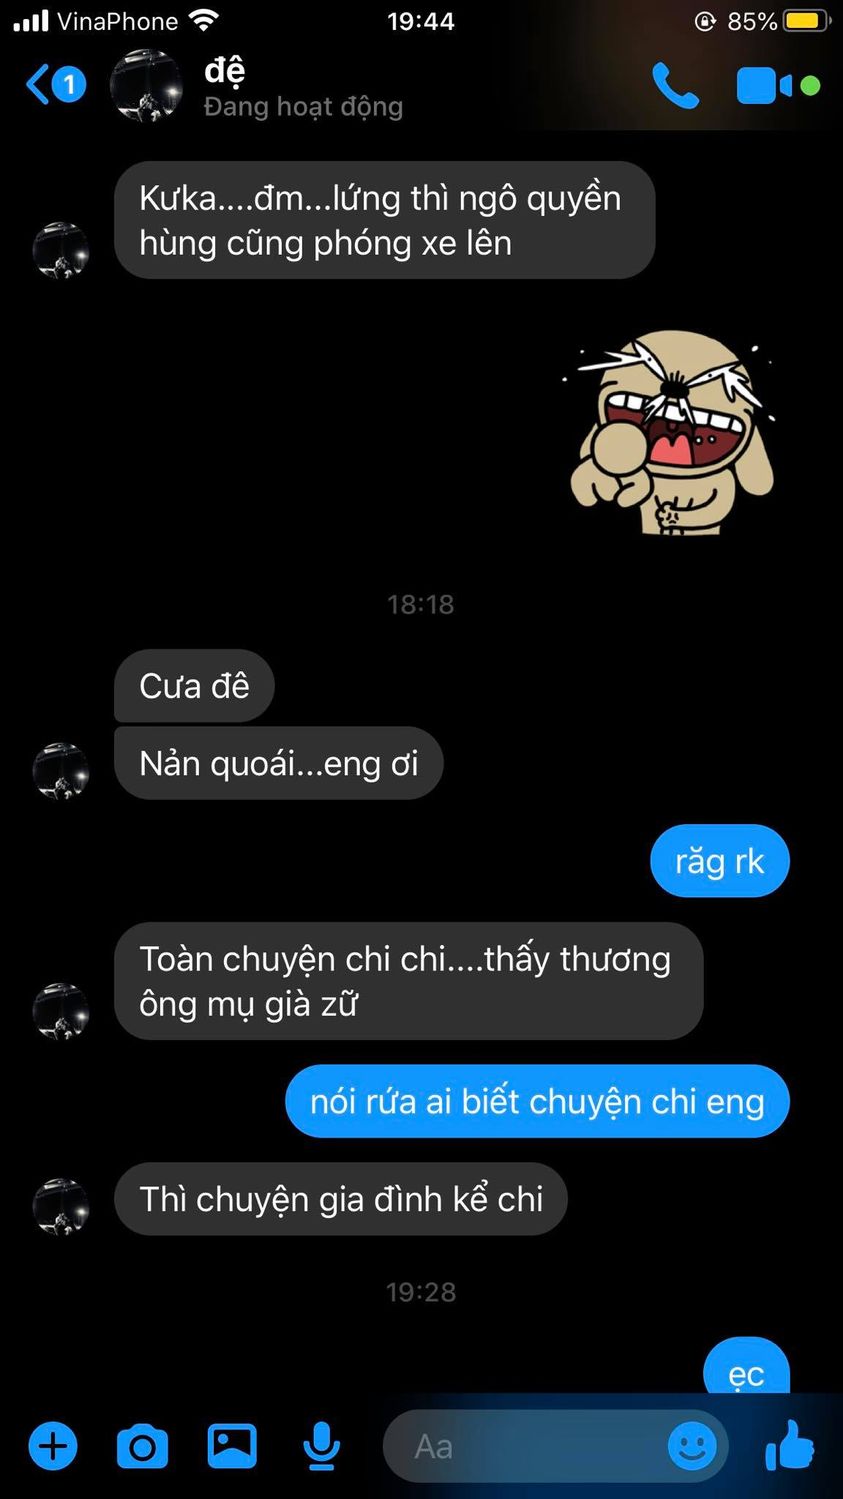 VinaPhone 19:44 85%
1 đệ
Đang hoạt động
Kưka....đm...lứng thì ngô quyền
hùng cũng phóng xe lên
18:18
Cưa đê
Nản quoái...eng ơi
răg rk
Toàn chuyện chi chi....thấy thương
ông mụ già zữ
nói rứa ai biết chuyện chi eng
Thì chuyện gia đình kể chi
19:28
ẹc
Aa